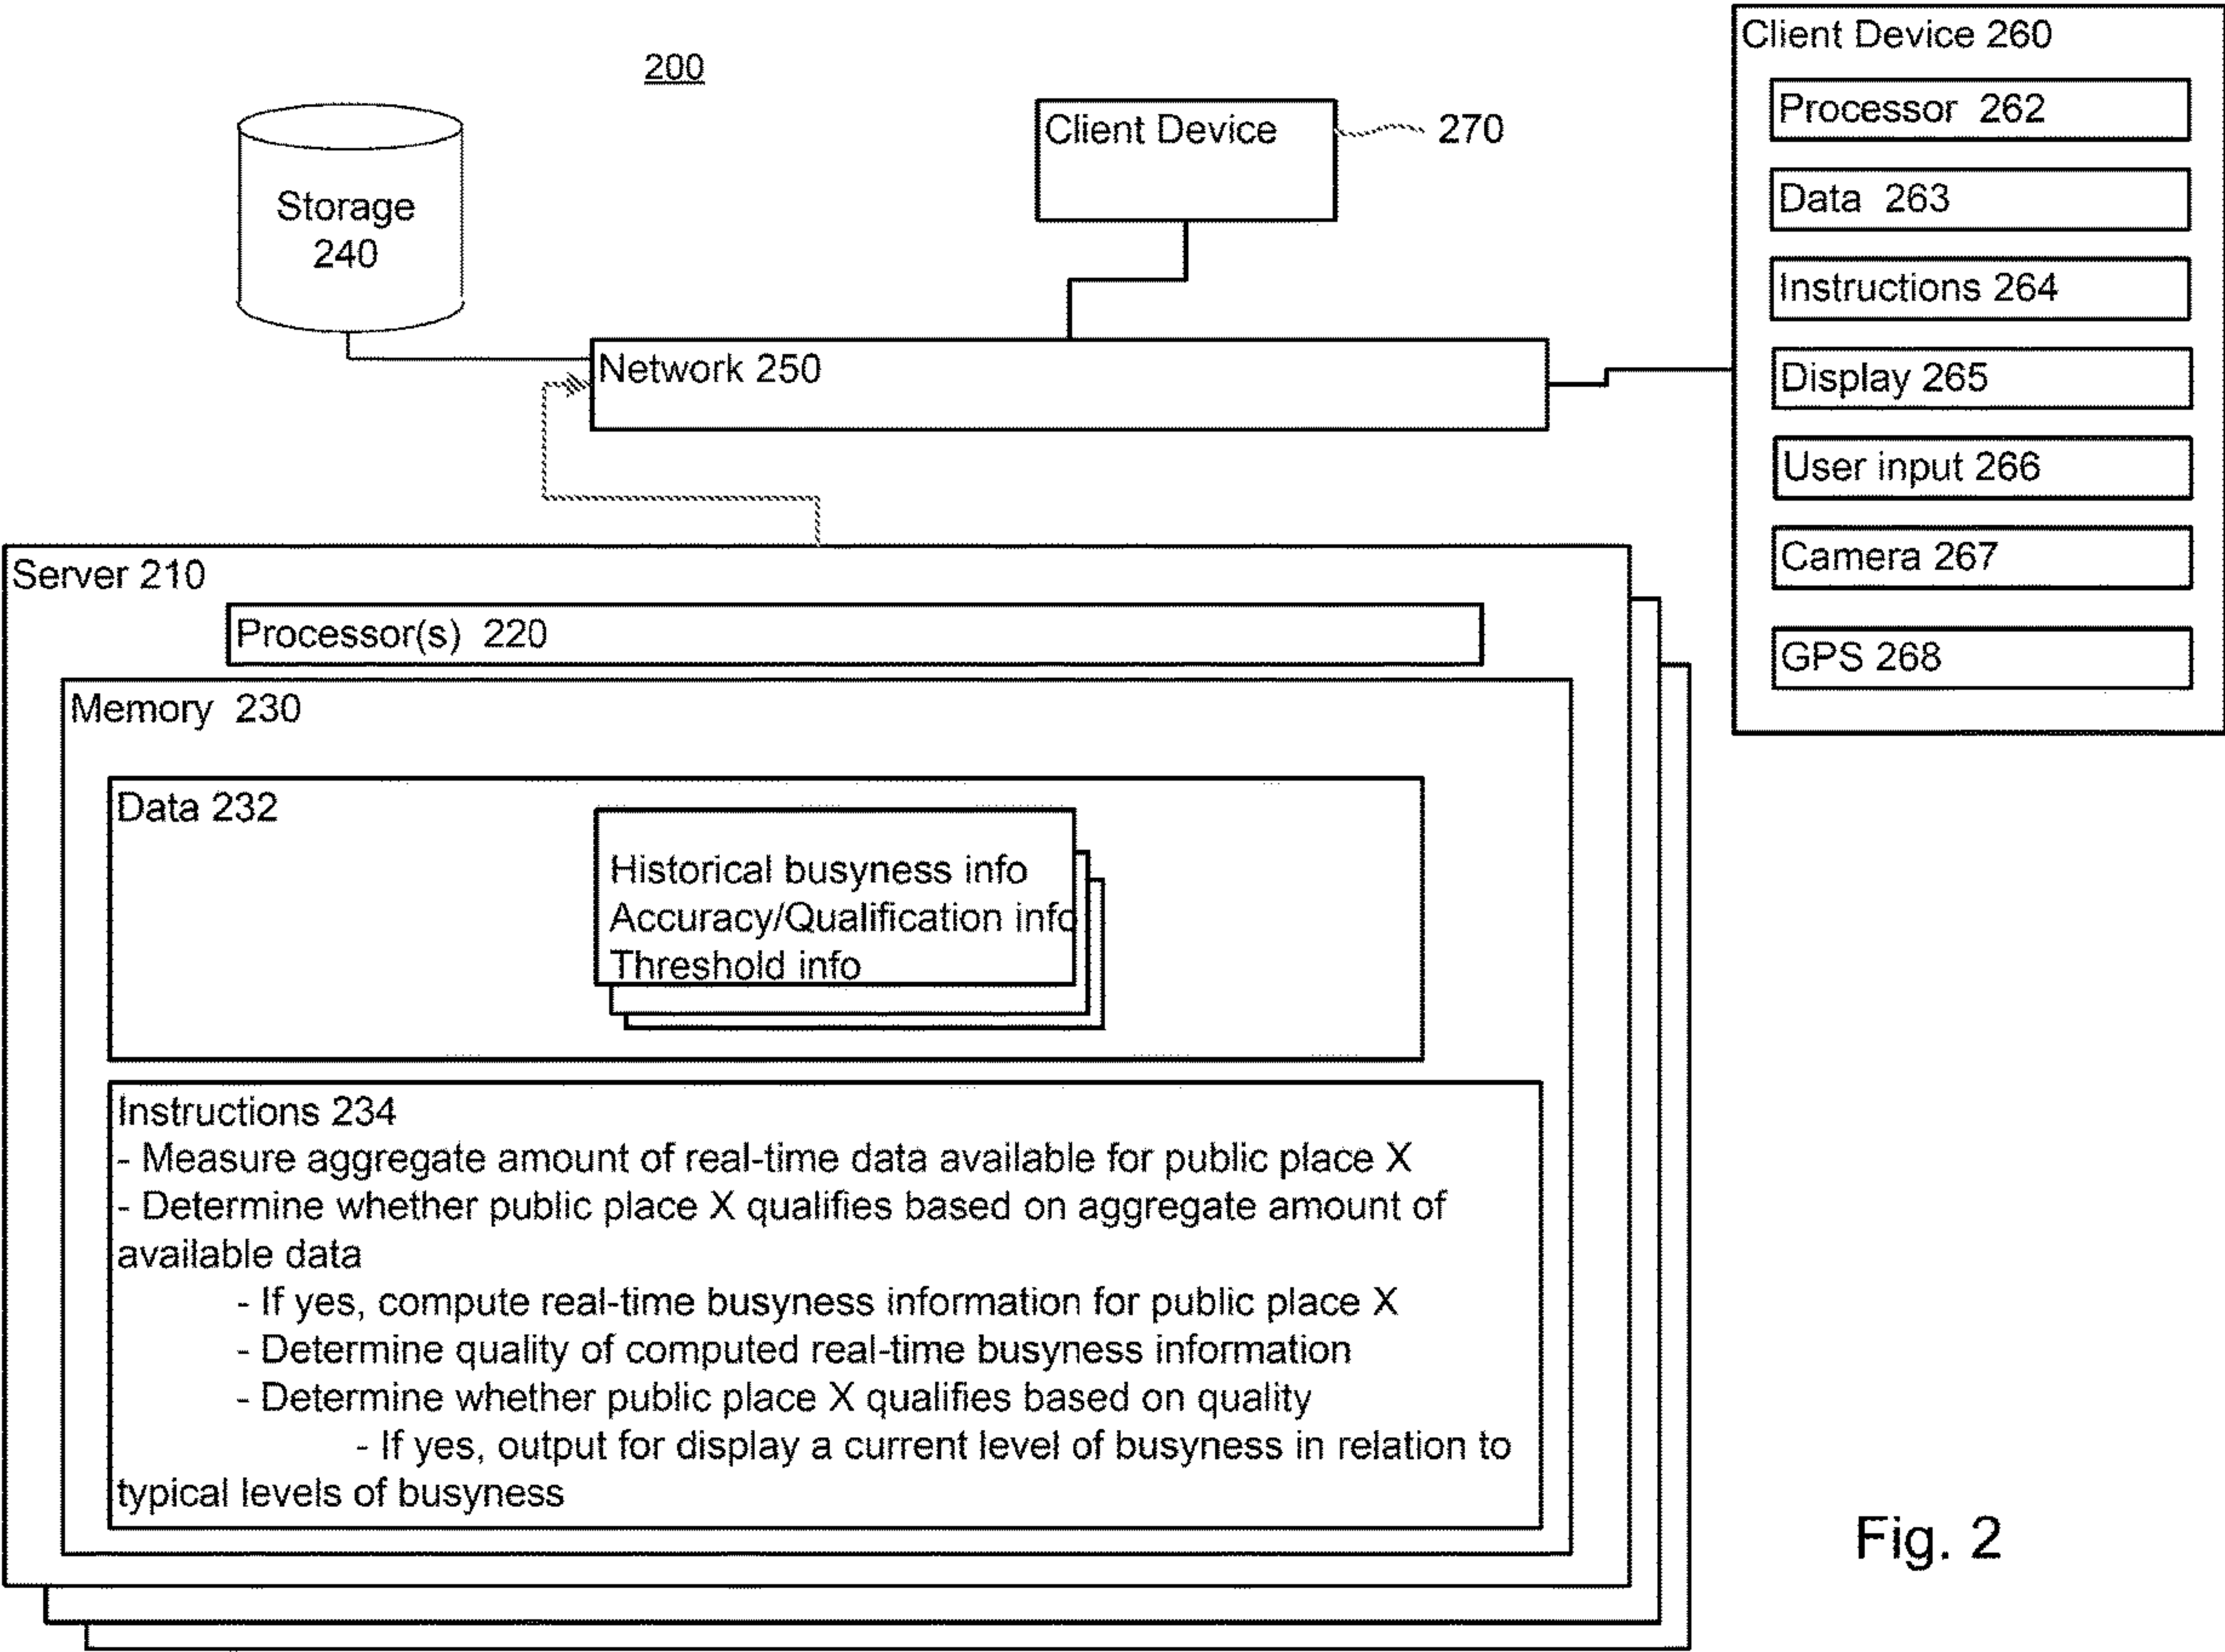 200
Storage
240
Client Device
270
Network 250
Client Device 260
Processor 262
Data 263
Instructions 264
Display 265
User input 266
Camera 267
GPS 268
Server 210
Processor(s) 220
Memory 230
Data 232
Historical busyness info
Accuracy/Qualification info
Threshold info
Instructions 234
- Measure aggregate amount of real-time data available for public place X
- Determine whether public place X qualifies based on aggregate amount of
available data
- If yes, compute real-time busyness information for public place X
- Determine quality of computed real-time busyness information
- Determine whether public place X qualifies based on quality
- If yes, output for display a current level of busyness in relation to
typical levels of busyness
Fig. 2